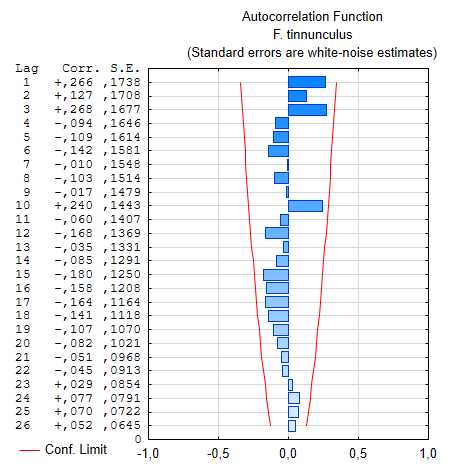 Autocorrelation Function
F. tinnunculus
(Standard errors are white-noise estimates)
Lag Corr. S.E.
1 +,266 ,1738
2 +,127 ,1708
3 +,268 ,1677
4 -,094 ,1646
5 -,109 ,1614
6 -,142 ,1581
7 -,010 ,1548
8 -,103 ,1514
9 -,017 ,1479
10 +,240 ,1443
11 -,060 ,1407
12 -,168 ,1369
13 -,035 ,1331
14 -,085 ,1291
15 -,180 ,1250
16 -,158 ,1208
17 -,164 ,1164
18 -,141 ,1118
19 -,107 ,1070
20 -,082 ,1021
21 -,051 ,0968
22 -,045 ,0913
23 +,029 ,0854
24 +,077 ,0791
25 +,070 ,0722
26 +,052 ,0645
0
-1,0 -0,5 0,0 0,5 1,0
Conf. Limit